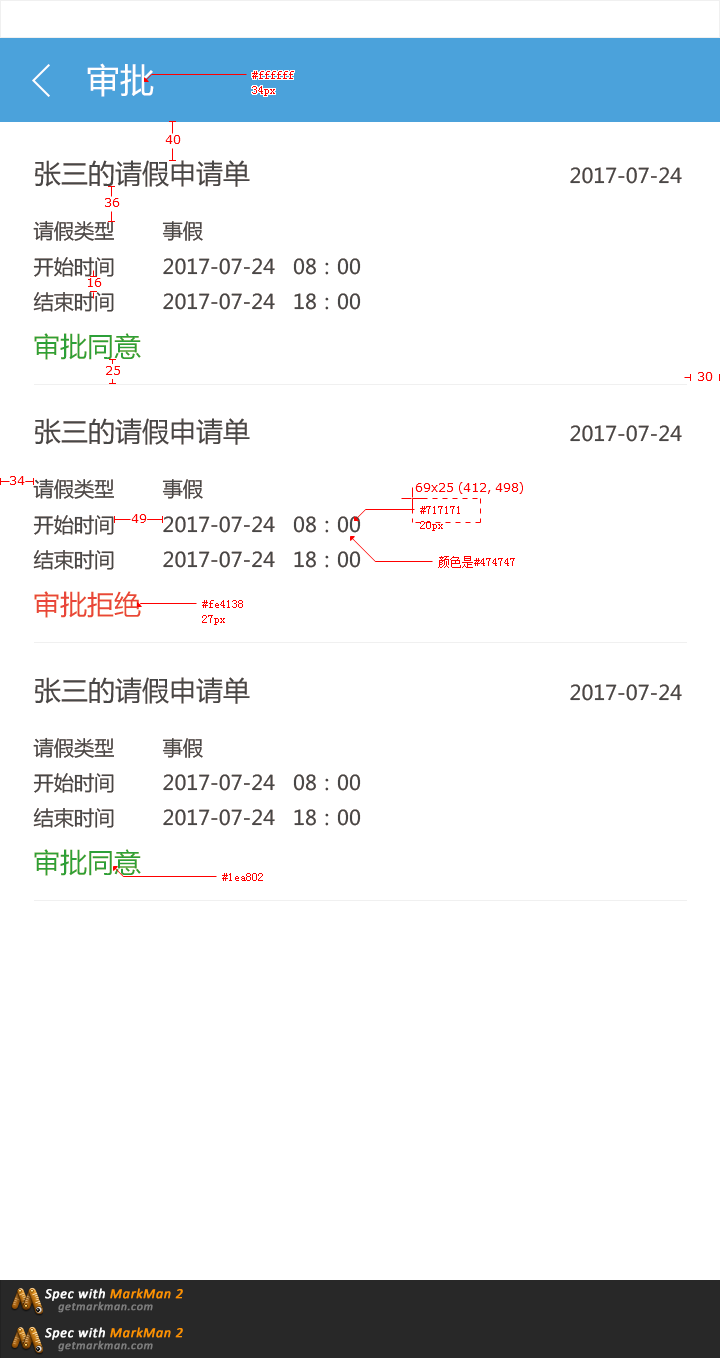 审批
#ffffff
34px
40
张三的请假申请单 2017-07-24
36
请假类型 事假
开始时间 2017-07-24 08：00
16
结束时间 2017-07-24 18：00
审批同意
25
30
张三的请假申请单 2017-07-24
34
请假类型 事假
69x25 (412, 498)
#717171
20px
开始时间 49 2017-07-24 08：00
结束时间 2017-07-24 18：00
颜色是#474747
审批拒绝
#fe4138
27px
张三的请假申请单 2017-07-24
请假类型 事假
开始时间 2017-07-24 08：00
结束时间 2017-07-24 18：00
审批同意
#1ea802
Spec with MarkMan 2
getmarkman.com
Spec with MarkMan 2
getmarkman.com